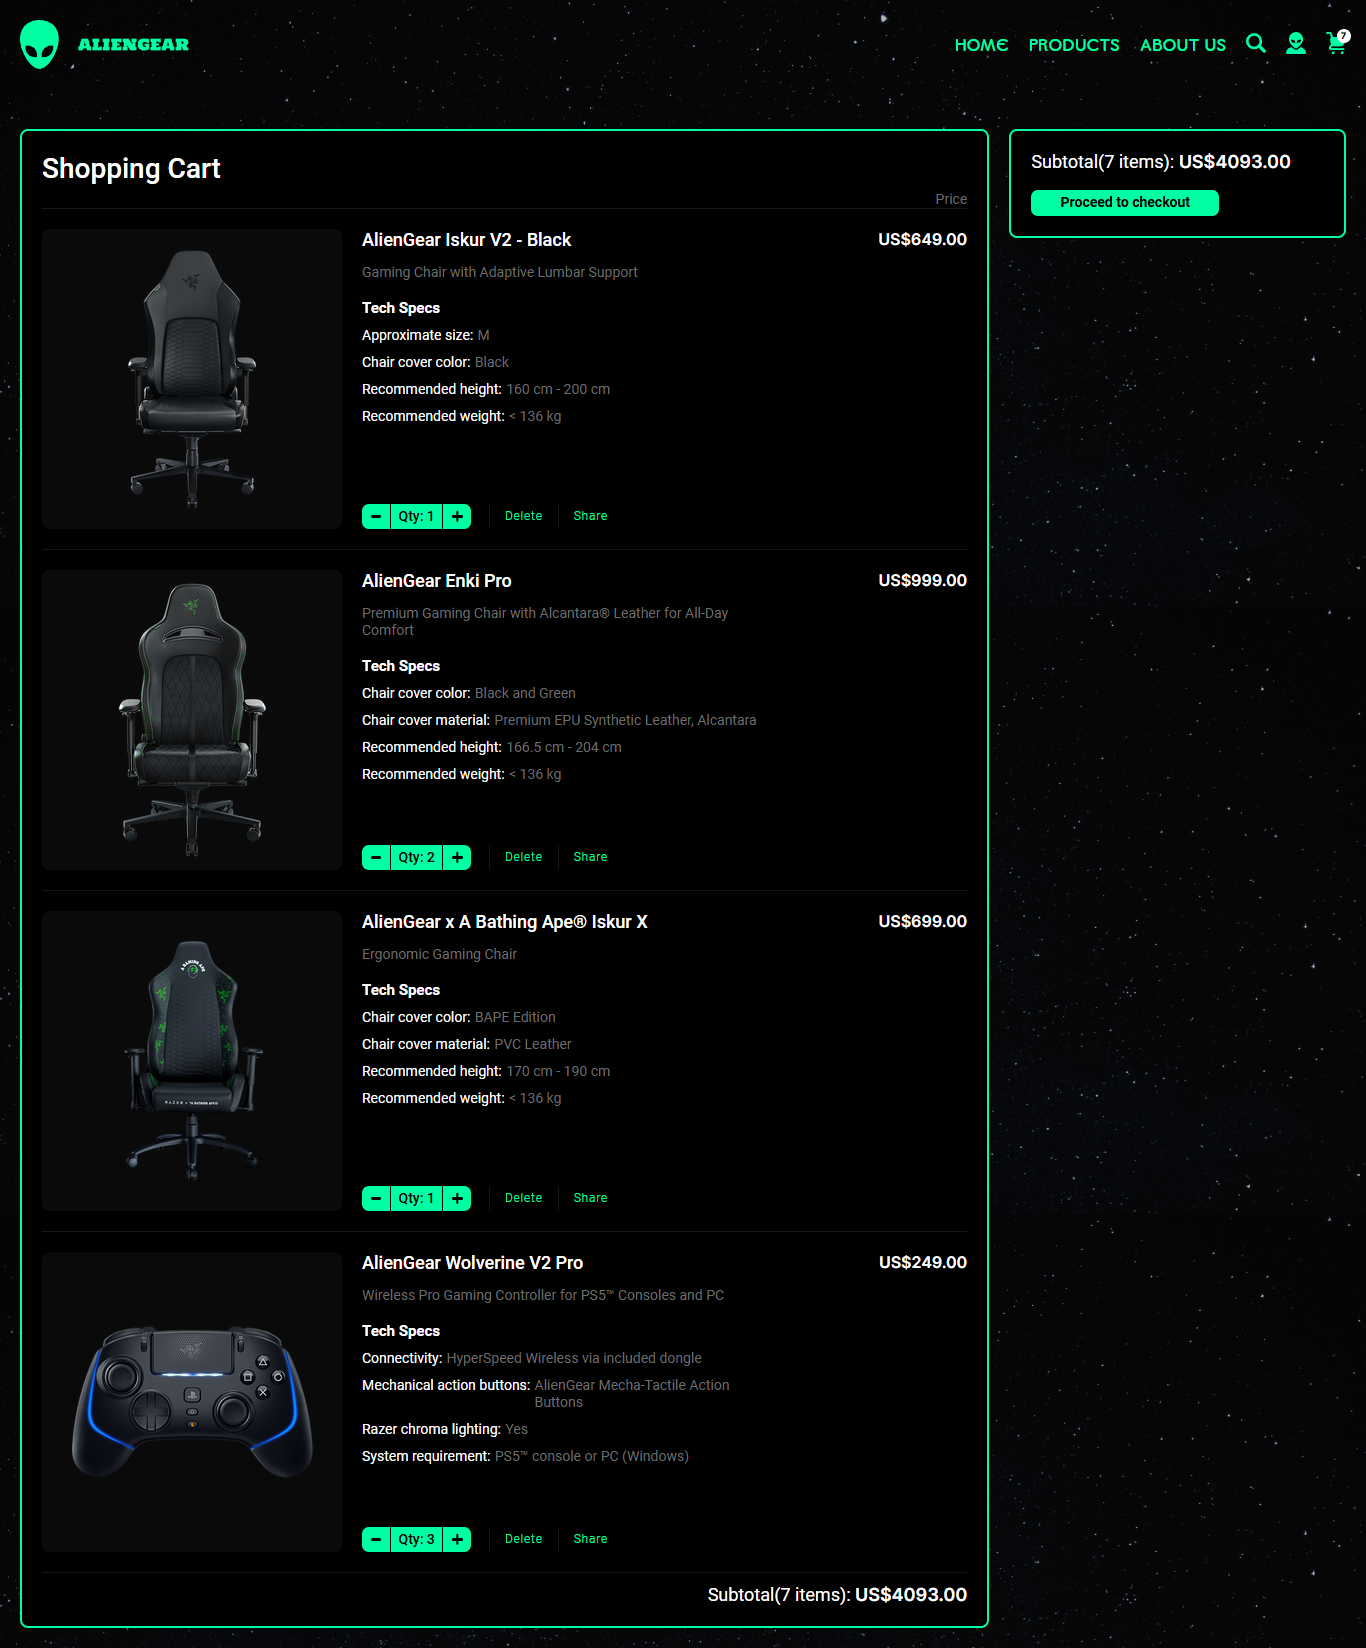 ALIENGEAR
HOME PRODUCTS ABOUT US 7
Shopping Cart
Price
AlienGear Iskur V2 - Black US$649.00
Gaming Chair with Adaptive Lumbar Support
Tech Specs
Approximate size: M
Chair cover color: Black
Recommended height: 160 cm - 200 cm
Recommended weight: < 136 kg
− Qty: 1 + Delete Share
AlienGear Enki Pro US$999.00
Premium Gaming Chair with Alcantara® Leather for All-Day
Comfort
Tech Specs
Chair cover color: Black and Green
Chair cover material: Premium EPU Synthetic Leather, Alcantara
Recommended height: 166.5 cm - 204 cm
Recommended weight: < 136 kg
− Qty: 2 + Delete Share
AlienGear x A Bathing Ape® Iskur X US$699.00
Ergonomic Gaming Chair
Tech Specs
Chair cover color: BAPE Edition
Chair cover material: PVC Leather
Recommended height: 170 cm - 190 cm
Recommended weight: < 136 kg
− Qty: 1 + Delete Share
AlienGear Wolverine V2 Pro US$249.00
Wireless Pro Gaming Controller for PS5™ Consoles and PC
Tech Specs
Connectivity: HyperSpeed Wireless via included dongle
Mechanical action buttons: AlienGear Mecha-Tactile Action
Buttons
Razer chroma lighting: Yes
System requirement: PS5™ console or PC (Windows)
− Qty: 3 + Delete Share
Subtotal(7 items): US$4093.00
Subtotal(7 items): US$4093.00
Proceed to checkout